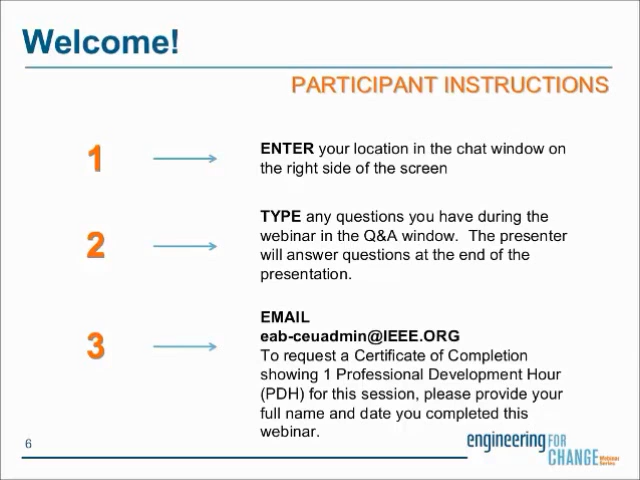 Welcome!
PARTICIPANT INSTRUCTIONS
1
ENTER your location in the chat window on
the right side of the screen
2
TYPE any questions you have during the
webinar in the Q&A window.  The presenter
will answer questions at the end of the
presentation.
3
EMAIL
eab-ceuadmin@IEEE.ORG
To request a Certificate of Completion
showing 1 Professional Development Hour
(PDH) for this session, please provide your
full name and date you completed this
webinar.
6
engineering FOR
CHANGE Webinar
Series